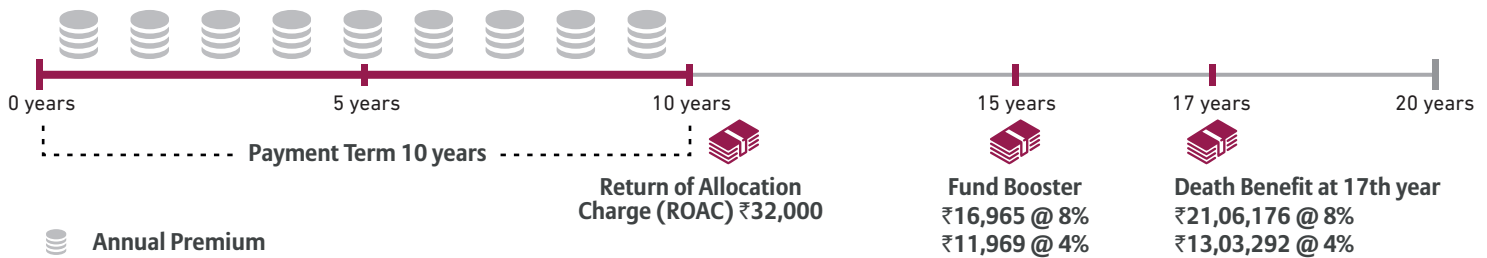 0 years
5 years
10 years
15 years
17 years
20 years
Payment Term 10 years
Return of Allocation
Charge (ROAC) ₹32,000
Fund Booster
₹16,965 @ 8%
₹11,969 @ 4%
Death Benefit at 17th year
₹21,06,176 @ 8%
₹13,03,292 @ 4%
Annual Premium